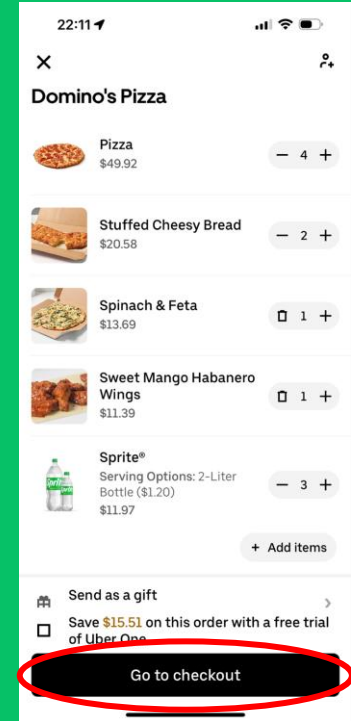 22:11
Domino's Pizza
Pizza
$49.92
4
Stuffed Cheesy Bread
$20.58
2
Spinach & Feta
$13.69
1
Sweet Mango Habanero
Wings
$11.39
1
Sprite®
Serving Options: 2-Liter
Bottle ($1.20)
$11.97
3
+ Add items
Send as a gift
Save $15.51 on this order with a free trial
of Uber One
Go to checkout